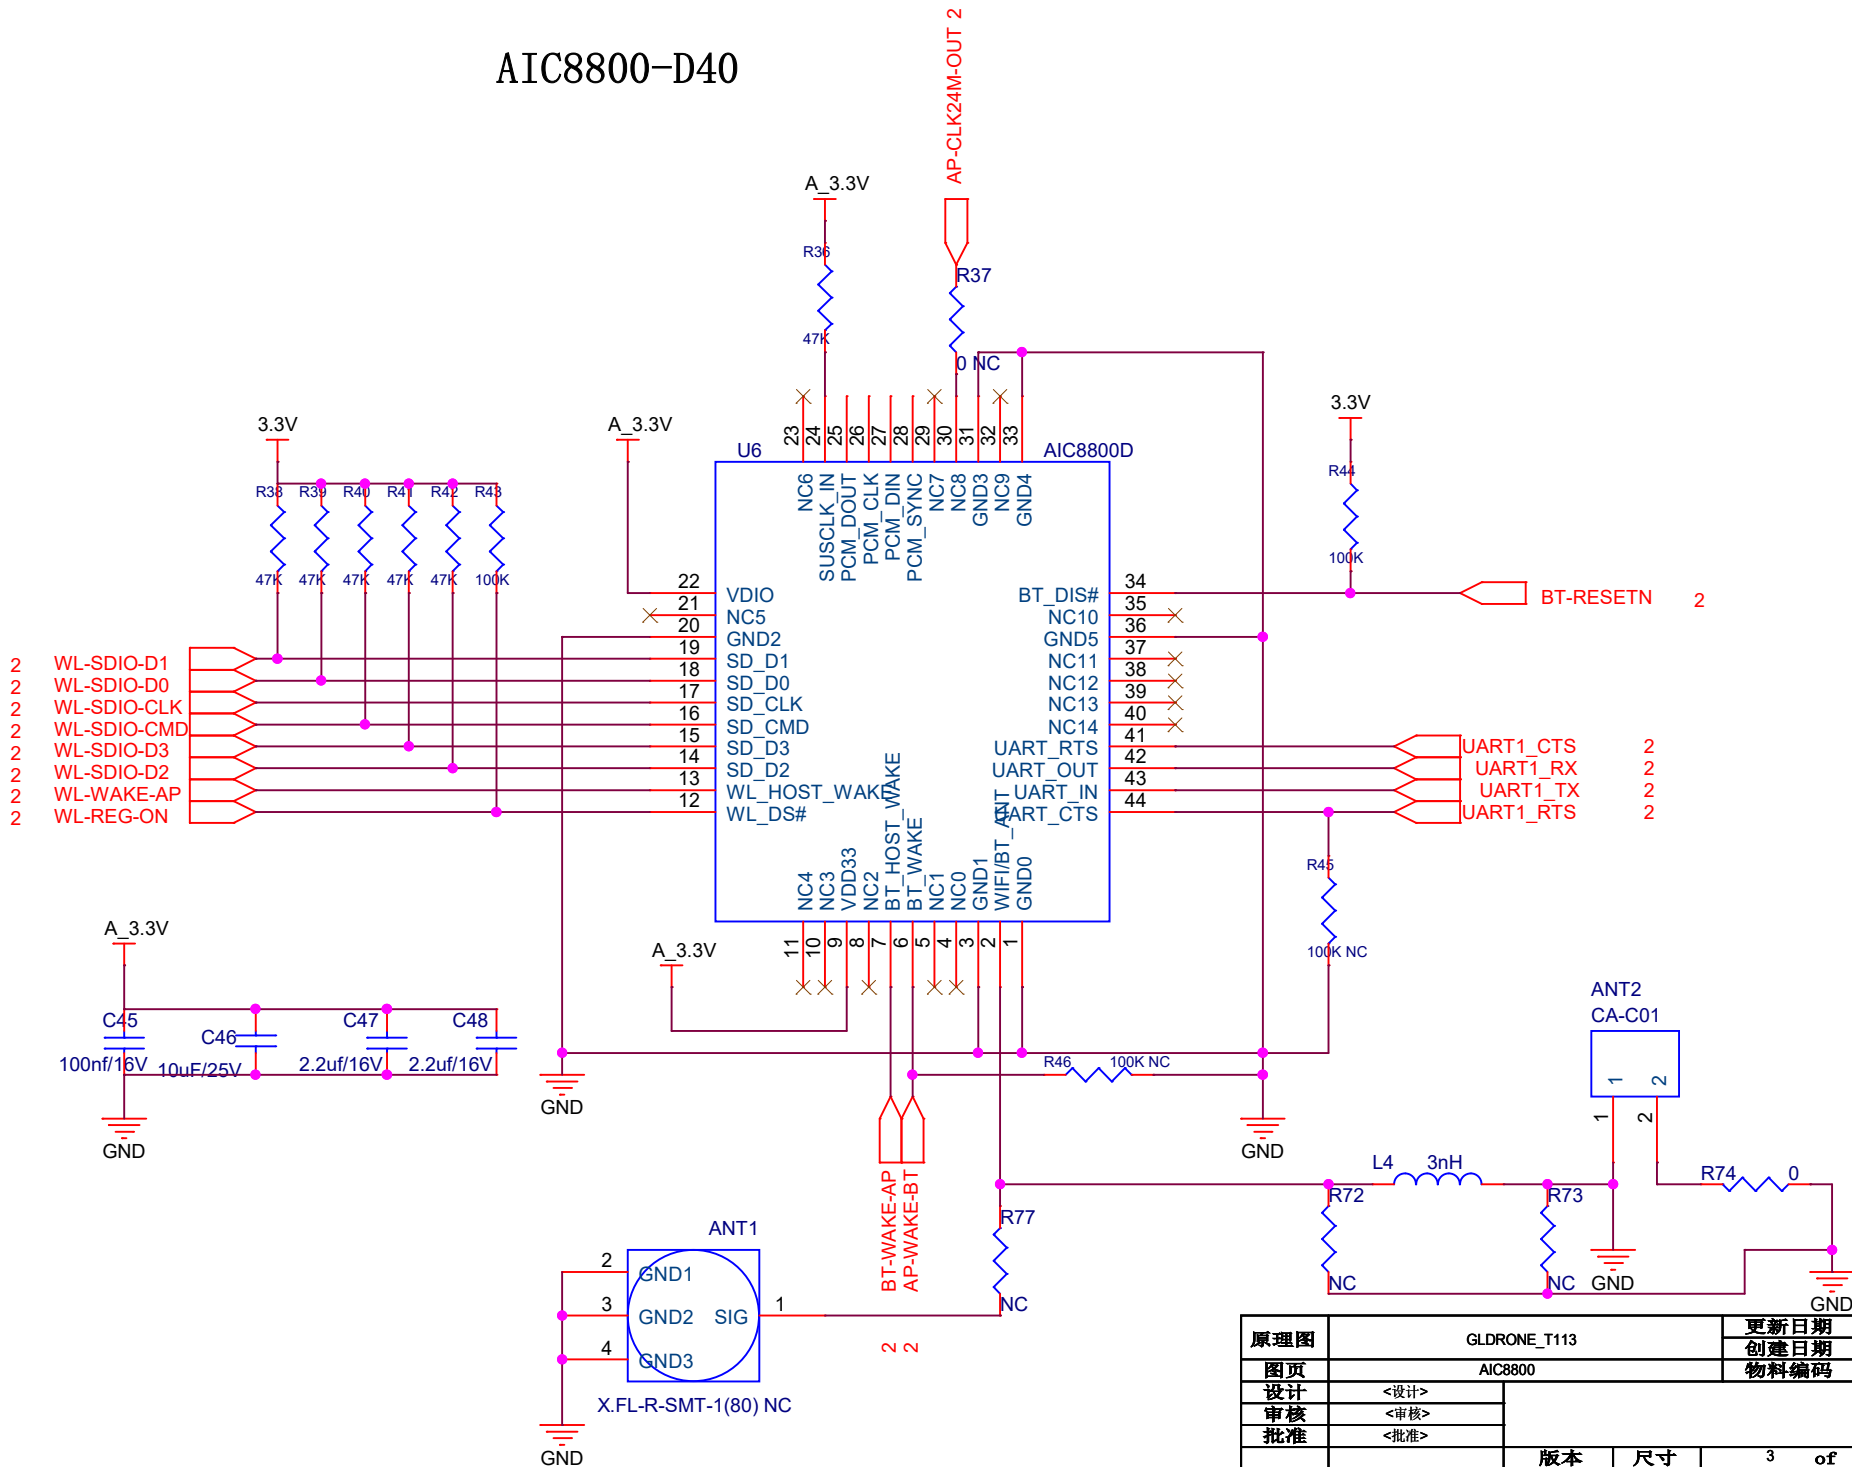 AIC8800-D40
AP-CLK24M-OUT 2
A_3.3V
R36
47K
R37
0 NC
3.3V
R38
R39
R40
R41
R42
R43
47K
47K
47K
47K
47K
100K
A_3.3V
U6
AIC8800D
23
24
25
26
27
28
29
30
31
32
33
NC6
SUSCLK_IN
PCM_DOUT
PCM_CLK
PCM_DIN
PCM_SYNC
NC7
NC8
GND3
NC9
GND4
3.3V
R44
100K
22 VDIO
21 NC5
20 GND2
19 SD_D1
18 SD_D0
17 SD_CLK
16 SD_CMD
15 SD_D3
14 SD_D2
13 WL_HOST_WAKE
12 WL_DS#
BT_DIS# 34
NC10 35
GND5 36
NC11 37
NC12 38
NC13 39
NC14 40
UART_RTS 41
UART_OUT 42
UART_IN 43
UART_CTS 44
BT-RESETN 2
2 WL-SDIO-D1
2 WL-SDIO-D0
2 WL-SDIO-CLK
2 WL-SDIO-CMD
2 WL-SDIO-D3
2 WL-SDIO-D2
2 WL-WAKE-AP
2 WL-REG-ON
UART1_CTS 2
UART1_RX 2
UART1_TX 2
UART1_RTS 2
NC4
NC3
VDD33
NC2
BT_HOST_WAKE
BT_WAKE
NC1
NC0
GND1
WIFI/BT_ANT
GND0
11
10
9
8
7
6
5
4
3
2
1
R45
100K NC
A_3.3V
C45
100nf/16V
C46
10uF/25V
C47
2.2uf/16V
C48
2.2uf/16V
GND
A_3.3V
GND
R46
100K NC
GND
BT-WAKE-AP 2
AP-WAKE-BT 2
ANT2
CA-C01
1
2
1
2
L4 3nH
R72
NC
R73
NC
R74 0
GND
GND
R77
NC
ANT1
2 GND1
3 GND2
4 GND3
SIG 1
X.FL-R-SMT-1(80) NC
GND
原理图 GLDRONE_T113 更新日期
创建日期
图页 AIC8800 物料编码
设计 <设计>
审核 <审核>
批准 <批准>
版本 尺寸 3 of